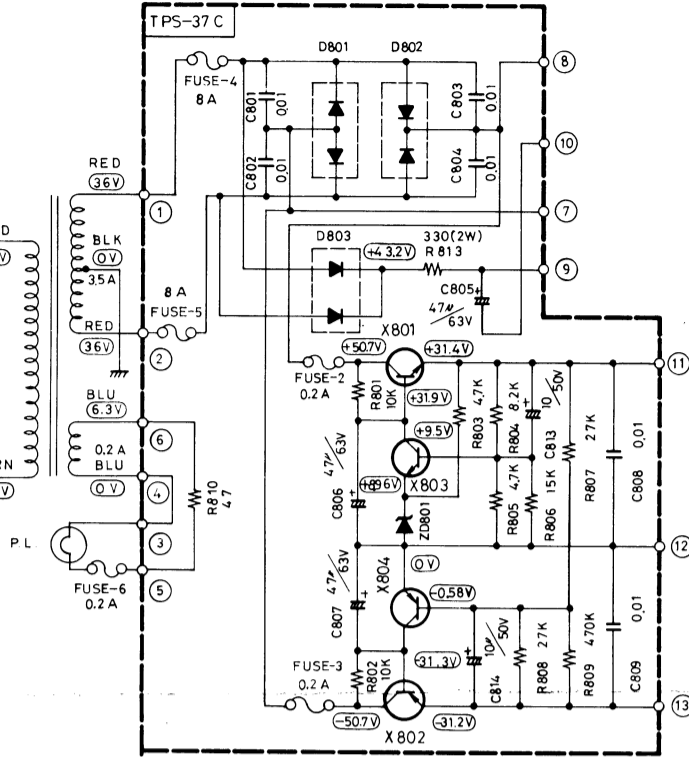 TPS-37C
D801
D802
8
FUSE-4
8A
C801
0.01
C803
0.01
10
RED
36V
C802
0.01
C804
0.01
1
7
D
BLK
0V
3.5A
D803
+43.2V
330(2W)
R813
9
8A
FUSE-5
C805
+
47μ/63V
RED
36V
2
X801
+50.7V
+31.4V
11
FUSE-2
0.2A
BLU
6.3V
R801
10K
+31.9V
R803
4.7K
R804
8.2K
+
10/50V
C813
6
+9.5V
R807
27K
C808
0.01
0.2A
BLU
0V
4
R810
47
47μ/63V
C806
+
X803
ZD801
R805
4.7K
R806
15K
RN
PL
3
12
FUSE-6
0.2A
5
47μ/63V
C807
+
X804
0V
-0.58V
FUSE-3
0.2A
R802
10K
-31.3V
+
10μ/50V
C814
R808
27K
R809
470K
C809
0.01
-50.7V
-31.2V
13
X802